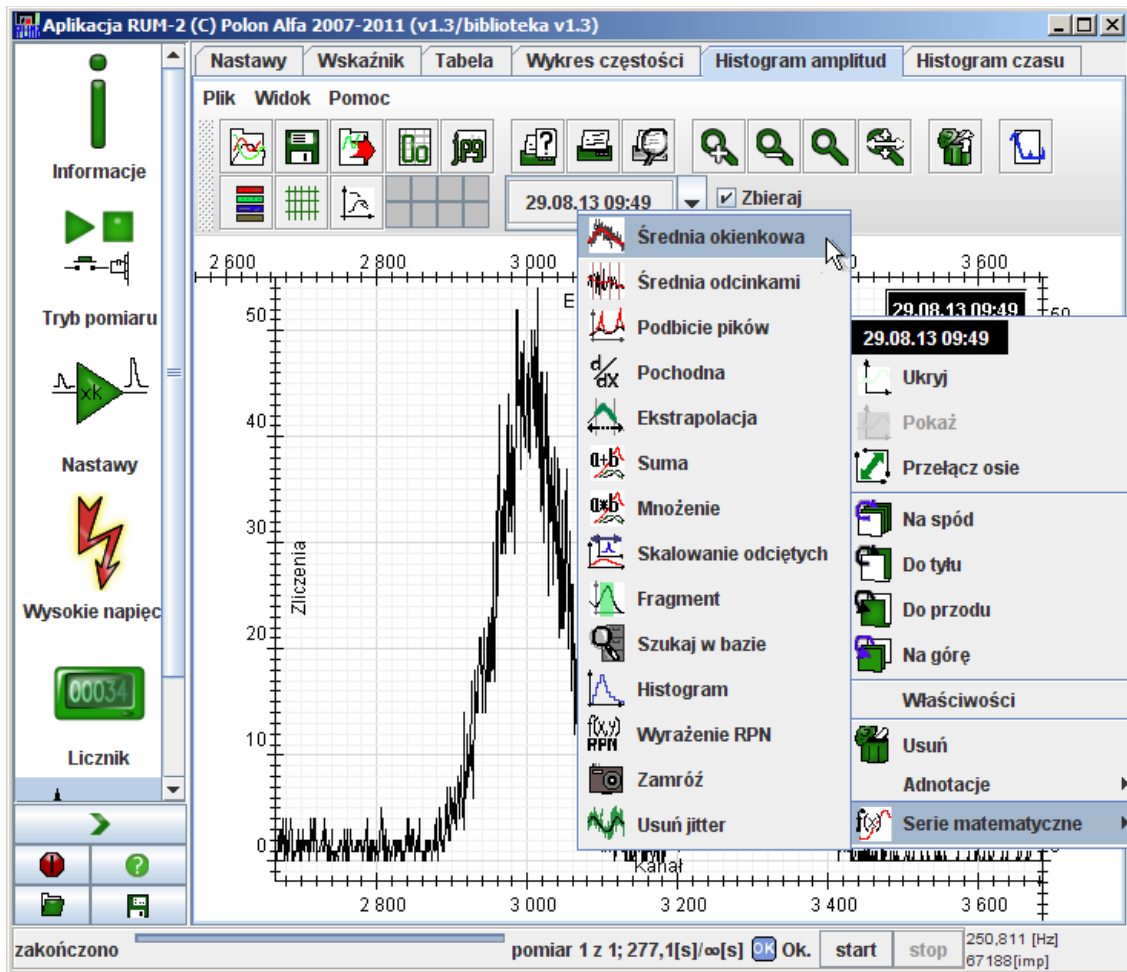 Aplikacja RUM-2 (C) Polon Alfa 2007-2011 (v1.3/biblioteka v1.3)
Nastawy Wskaźnik Tabela Wykres częstości Histogram amplitud Histogram czasu
Plik Widok Pomoc
jpg
29.08.13 09:49 Zbieraj
Informacje
Tryb pomiaru
xk
Nastawy
Wysokie napięc
00034
Licznik
2 600 2 800 3 000 3 600
50
40
30
20
10
0
Zliczenia
E
29.08.13 09:49
Średnia okienkowa
Średnia odcinkami
Podbicie pików
d/dx Pochodna
Ekstrapolacja
a+b Suma
a*b Mnożenie
Skalowanie odciętych
Fragment
Szukaj w bazie
Histogram
f(x,y) RPN Wyrażenie RPN
Zamróź
Usuń jitter
29.08.13 09:49
Ukryj
Pokaż
Przełącz osie
Na spód
Do tyłu
Do przodu
Na górę
Właściwości
Usuń
Adnotacje
f(x) Serie matematyczne
Kanał
2 800 3 000 3 200 3 400 3 600
zakończono pomiar 1 z 1; 277,1[s]/∞[s] OK Ok. start stop 250,811 [Hz]
67188[imp]